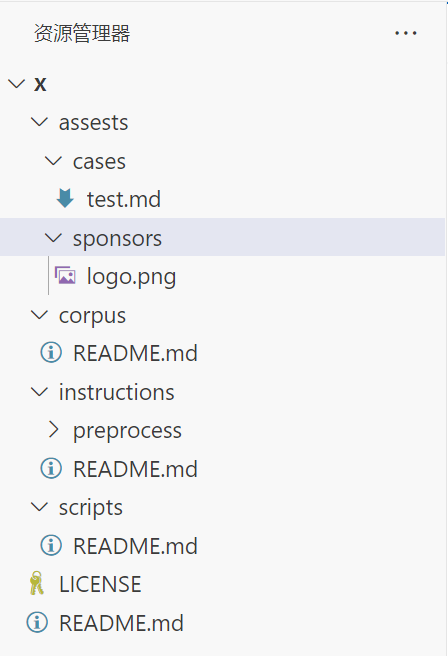 资源管理器
X
assests
cases
test.md
sponsors
logo.png
corpus
README.md
instructions
preprocess
README.md
scripts
README.md
LICENSE
README.md